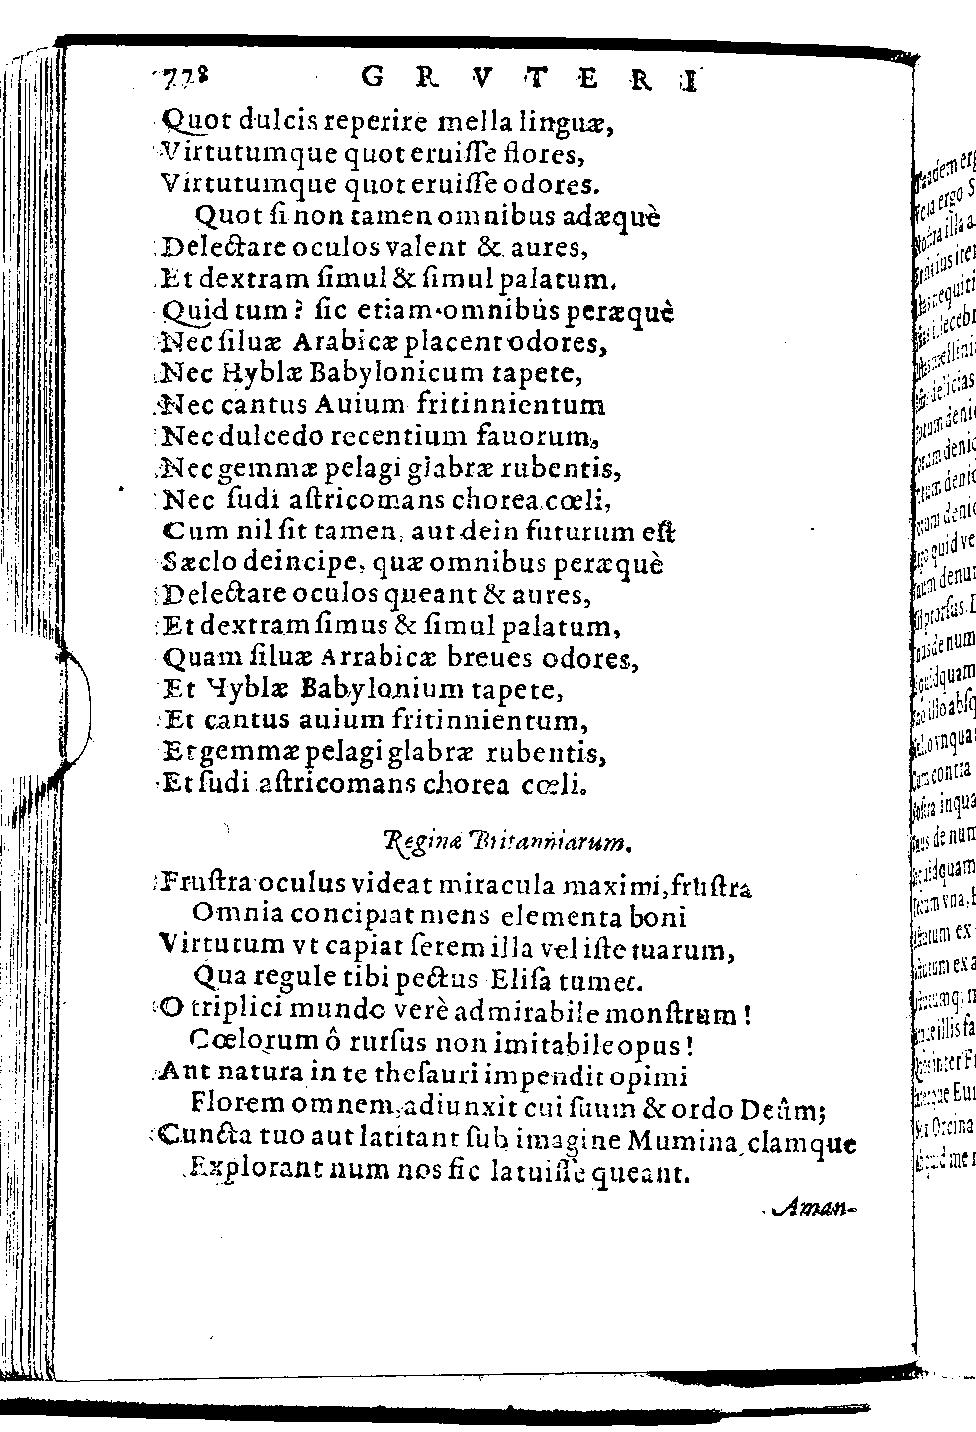 778 GRVTERI
Quot dulcis reperire mella linguæ,
Virtutumque quot eruiſſe flores,
Virtutumque quot eruiſſe odores.
Quot ſi non tamen omnibus adæquè
Delectare oculos valent & aures,
Et dextram ſimul & ſimul palatum.
Quid tum? ſic etiam omnibus peræquè
Nec ſiluæ Arabicæ placent odores,
Nec Hyblæ Babylonicum tapete,
Nec cantus Auium fritinnientum
Nec dulcedo recentium fauorum,
Nec gemmæ pelagi glabræ rubentis,
Nec ſudi aſtricomans chorea cœli,
Cum nil ſit tamen, aut dein futurum eſt
Sæclo deincipe, quæ omnibus peræquè
Delectare oculos queant & aures,
Et dextram ſimus & ſimul palatum,
Quam ſiluæ Arrabicæ breues odores,
Et Hyblæ Babylonium tapete,
Et cantus auium fritinnientum,
Et gemmæ pelagi glabræ rubentis,
Et ſudi aſtricomans chorea cœli.
Reginæ Britanniarum.
Fruſtra oculus videat miracula maximi, fruſtra
Omnia concipiat mens elementa boni
Virtutum vt capiat ſerem illa vel iſte tuarum,
Qua regule tibi pectus Eliſa tumet.
O triplici mundo verè admirabile monſtrum!
Cœlorum ô rurſus non imitabile opus!
Ant natura in te theſauri impendit opimi
Florem omnem, adiunxit cui ſuum & ordo Deûm;
Cuncta tuo aut latitant ſub imagine Mumina, clamque
Explorant num nos ſic latuiſſe queant.
Aman-